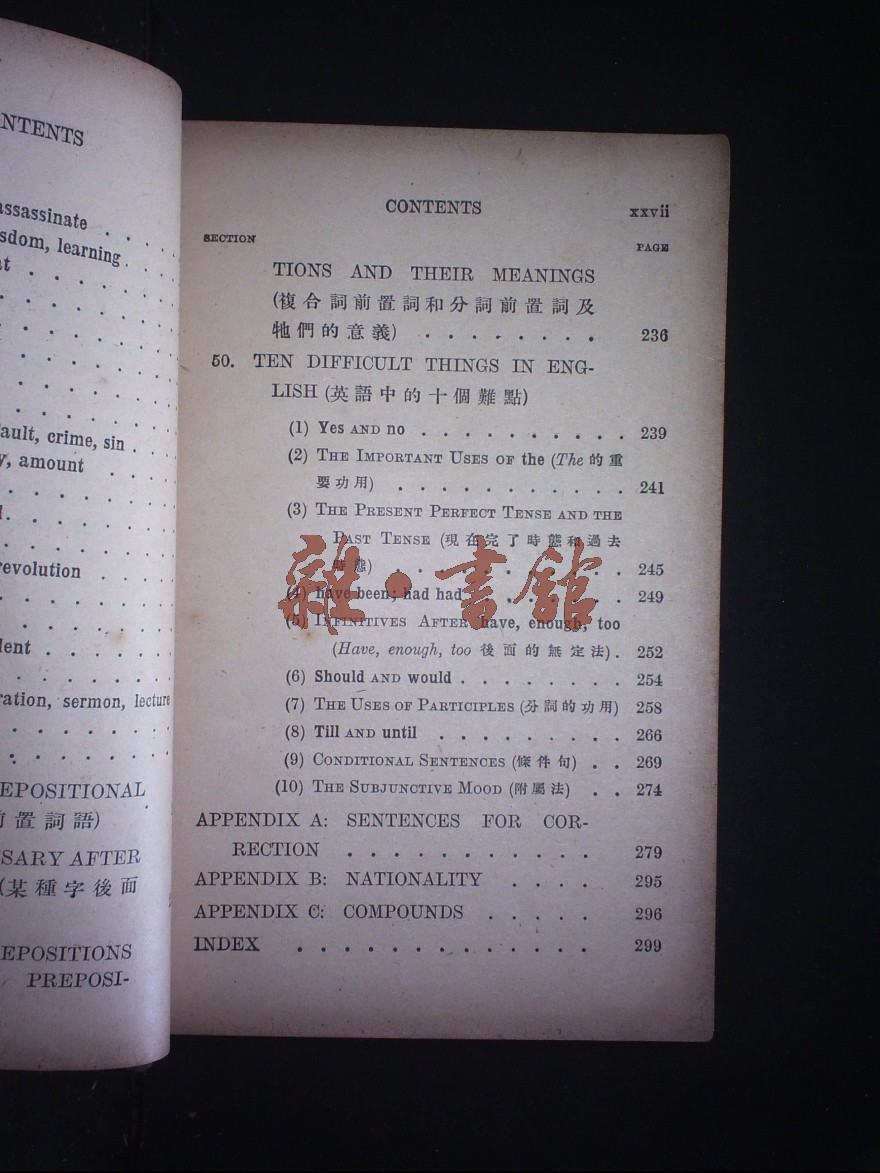 NTENTS
assassinate . . . .
sdom, learning . . .
t . . . . . .
ault, crime, sin .
y, amount . . .
evolution . . .
lent . . . . . .
ration, sermon, lecture
EPOSITIONAL
前置詞語)
SARY AFTER
(某種字後面
EPOSITIONS
PREPOSI-
CONTENTS xxvii
SECTION PAGE
TIONS AND THEIR MEANINGS
(複合詞前置詞和分詞前置詞及
牠們的意義) . . . . . . . . 236
50. TEN DIFFICULT THINGS IN ENG-
LISH (英語中的十個難點)
(1) Yes AND no . . . . . . . . . . 239
(2) THE IMPORTANT USES OF the (The 的重
要功用) . . . . . . . . . . . 241
(3) THE PRESENT PERFECT TENSE AND THE
PAST TENSE (現在完了時態和過去
時態) . . . . . . . . . . . 245
(4) have been; had had . . . . . . . 249
(5) INFINITIVES AFTER have, enough, too
(Have, enough, too 後面的無定法) . 252
(6) Should AND would . . . . . . . . 254
(7) THE USES OF PARTICIPLES (分詞的功用) 258
(8) Till AND until . . . . . . . . . 266
(9) CONDITIONAL SENTENCES (條件句) . . 269
(10) THE SUBJUNCTIVE MOOD (附屬法) . . 274
APPENDIX A: SENTENCES FOR COR-
RECTION . . . . . . . . . . 279
APPENDIX B: NATIONALITY . . . . 295
APPENDIX C: COMPOUNDS . . . . . 296
INDEX . . . . . . . . . . . . 299
雜·書館